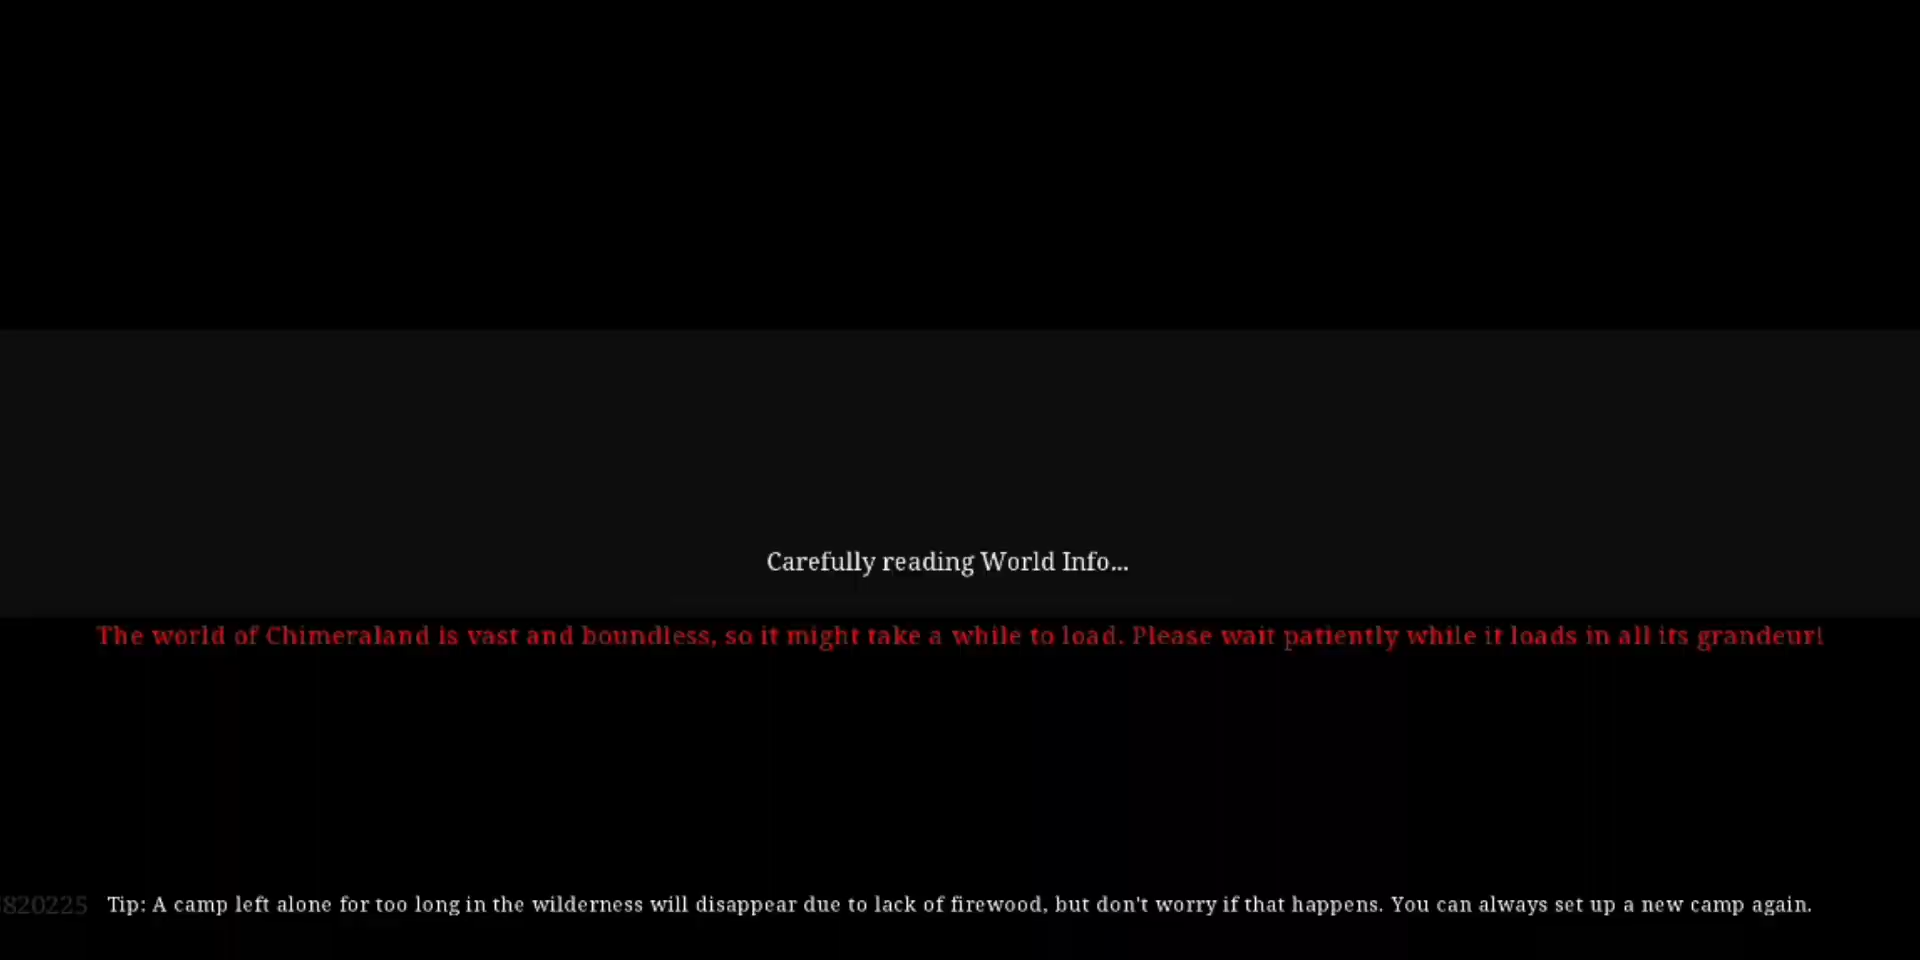 Carefully reading World Info...
The world of Chimeraland is vast and boundless, so it might take a while to load. Please wait patiently while it loads in all its grandeur!
820225 Tip: A camp left alone for too long in the wilderness will disappear due to lack of firewood, but don't worry if that happens. You can always set up a new camp again.